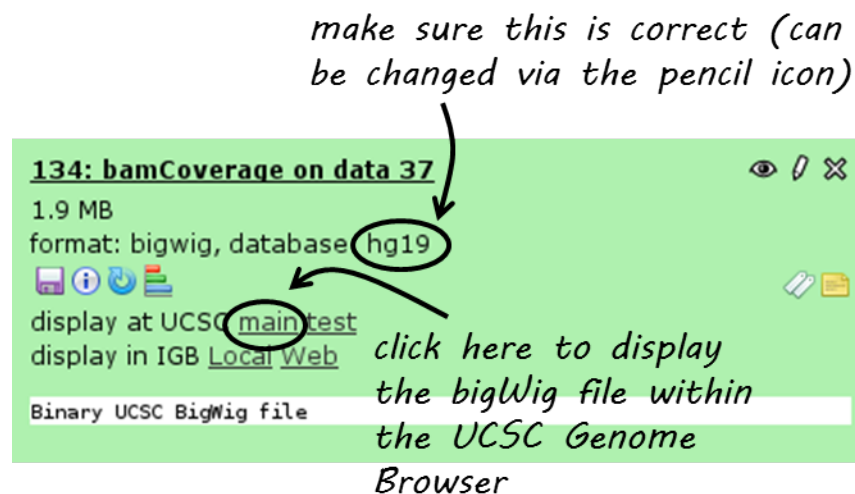 make sure this is correct (can
be changed via the pencil icon)
134: bamCoverage on data 37
1.9 MB
format: bigwig, database hg19
display at UCSC main test
display in IGB Local Web
Binary UCSC BigWig file
click here to display
the bigWig file within
the UCSC Genome
Browser